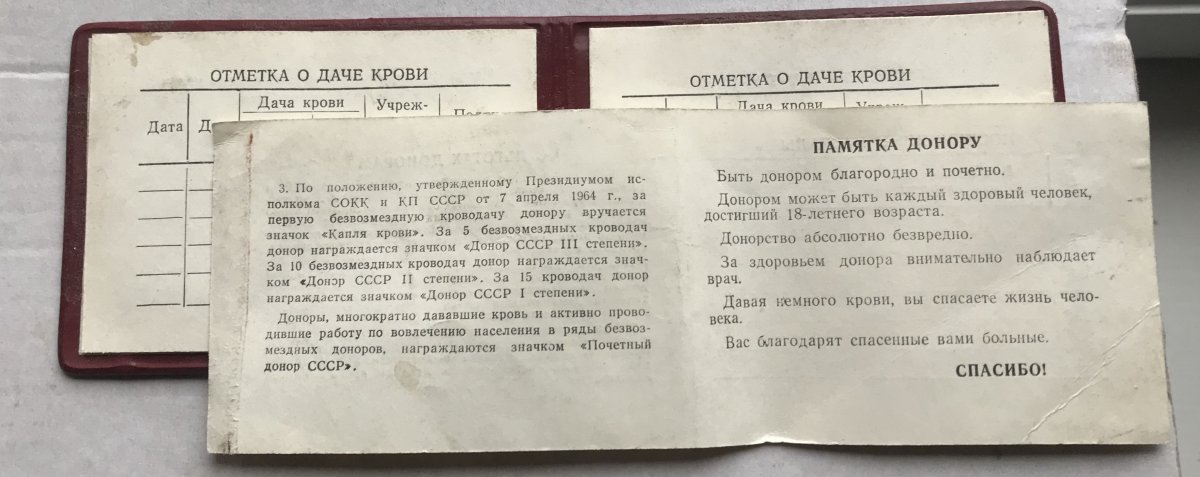 ОТМЕТКА О ДАЧЕ КРОВИ
Дача крови
Учреж-
Дата
ОТМЕТКА О ДАЧЕ КРОВИ
Дача крови
3. По положению, утвержденному Президиумом ис-
полкома СОКК и КП СССР от 7 апреля 1964 г., за
первую безвозмездную кроводачу донору вручается
значок «Капля крови». За 5 безвозмездных кроводач
донор награждается значком «Донор СССР III степени».
За 10 безвозмездных кроводач донор награждается знач-
ком «Донор СССР II степени». За 15 кроводач донор
награждается значком «Донор СССР I степени».
Доноры, многократно дававшие кровь и активно прово-
дившие работу по вовлечению населения в ряды безвоз-
мездных доноров, награждаются значком «Почетный
донор СССР».
ПАМЯТКА ДОНОРУ
Быть донором благородно и почетно.
Донором может быть каждый здоровый человек,
достигший 18-летнего возраста.
Донорство абсолютно безвредно.
За здоровьем донора внимательно наблюдает
врач.
Давая немного крови, вы спасаете жизнь чело-
века.
Вас благодарят спасенные вами больные.
СПАСИБО!